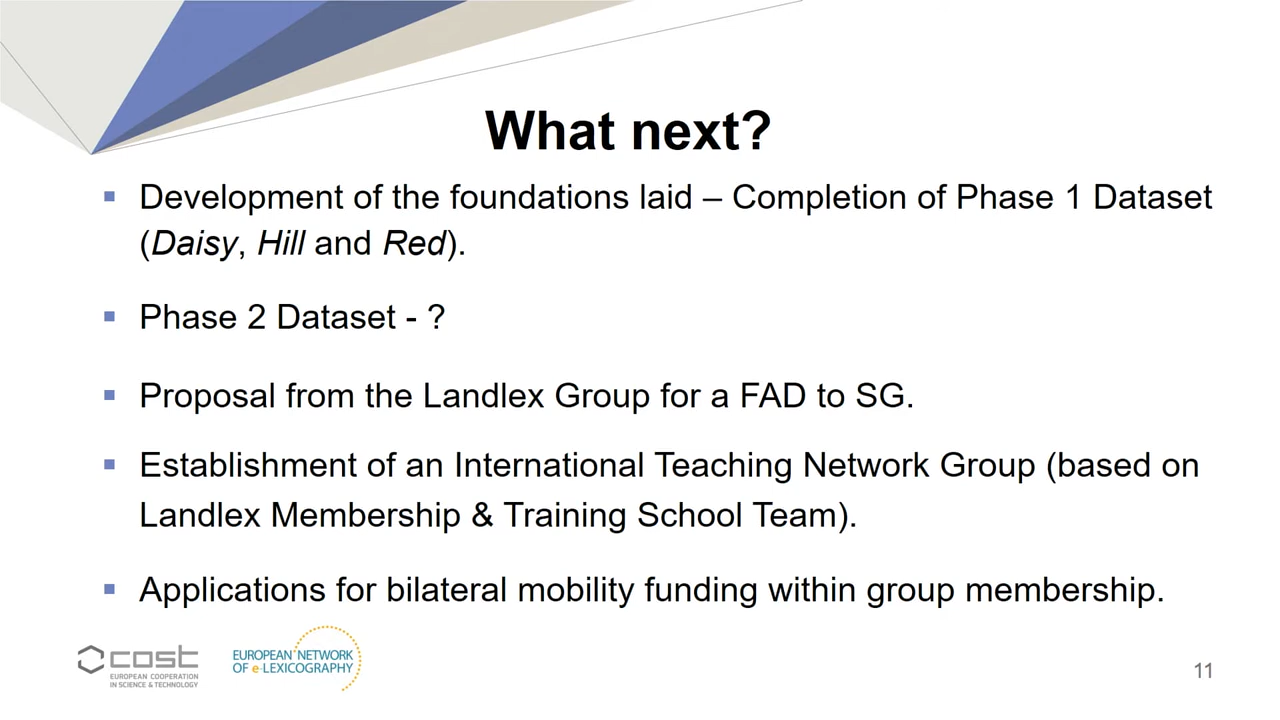 What next?
Development of the foundations laid – Completion of Phase 1 Dataset
(Daisy, Hill and Red).
Phase 2 Dataset - ?
Proposal from the Landlex Group for a FAD to SG.
Establishment of an International Teaching Network Group (based on
Landlex Membership & Training School Team).
Applications for bilateral mobility funding within group membership.
cost
EUROPEAN COOPERATION
IN SCIENCE & TECHNOLOGY
EUROPEAN NETWORK
OF e-LEXICOGRAPHY
11